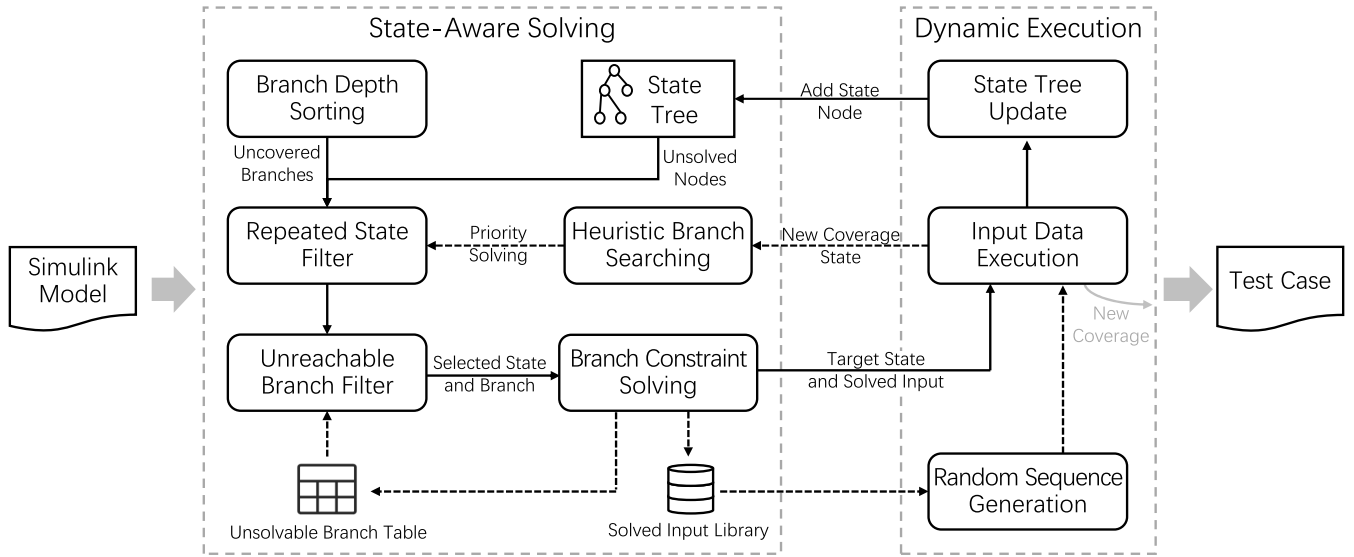 State-Aware Solving
Dynamic Execution
Branch Depth
Sorting
State
Tree
Add State
Node
State Tree
Update
Uncovered
Branches
Unsolved
Nodes
Simulink
Model
Repeated State
Filter
Priority
Solving
Heuristic Branch
Searching
New Coverage
State
Input Data
Execution
New
Coverage
Test Case
Unreachable
Branch Filter
Selected State
and Branch
Branch Constraint
Solving
Target State
and Solved Input
Unsolvable Branch Table
Solved Input Library
Random Sequence
Generation